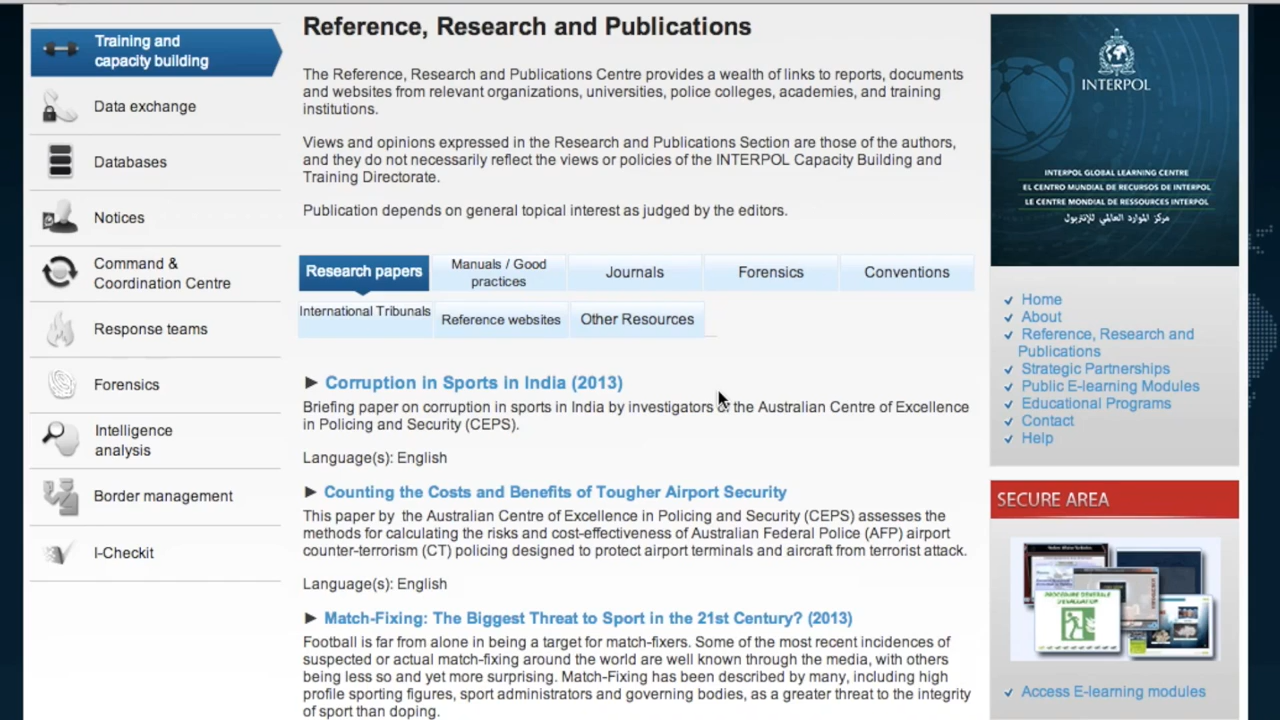 Training and
capacity building
Data exchange
Databases
Notices
Command &
Coordination Centre
Response teams
Forensics
Intelligence
analysis
Border management
I-Checkit
Reference, Research and Publications
The Reference, Research and Publications Centre provides a wealth of links to reports, documents
and websites from relevant organizations, universities, police colleges, academies, and training
institutions.
Views and opinions expressed in the Research and Publications Section are those of the authors,
and they do not necessarily reflect the views or policies of the INTERPOL Capacity Building and
Training Directorate.
Publication depends on general topical interest as judged by the editors.
Research papers
Manuals / Good
practices
Journals
Forensics
Conventions
International Tribunals
Reference websites
Other Resources
Corruption in Sports in India (2013)
Briefing paper on corruption in sports in India by investigators of the Australian Centre of Excellence
in Policing and Security (CEPS).
Language(s): English
Counting the Costs and Benefits of Tougher Airport Security
This paper by the Australian Centre of Excellence in Policing and Security (CEPS) assesses the
methods for calculating the risks and cost-effectiveness of Australian Federal Police (AFP) airport
counter-terrorism (CT) policing designed to protect airport terminals and aircraft from terrorist attack.
Language(s): English
Match-Fixing: The Biggest Threat to Sport in the 21st Century? (2013)
Football is far from alone in being a target for match-fixers. Some of the most recent incidences of
suspected or actual match-fixing around the world are well known through the media, with others
being less so and yet more surprising. Match-Fixing has been described by many, including high
profile sporting figures, sport administrators and governing bodies, as a greater threat to the integrity
of sport than doping.
INTERPOL
INTERPOL GLOBAL LEARNING CENTRE
EL CENTRO MUNDIAL DE RECURSOS DE INTERPOL
LE CENTRE MONDIAL DE RESSOURCES INTERPOL
مركز الموارد العالمي للإنتربول
Home
About
Reference, Research and
Publications
Strategic Partnerships
Public E-learning Modules
Educational Programs
Contact
Help
SECURE AREA
Access E-learning modules